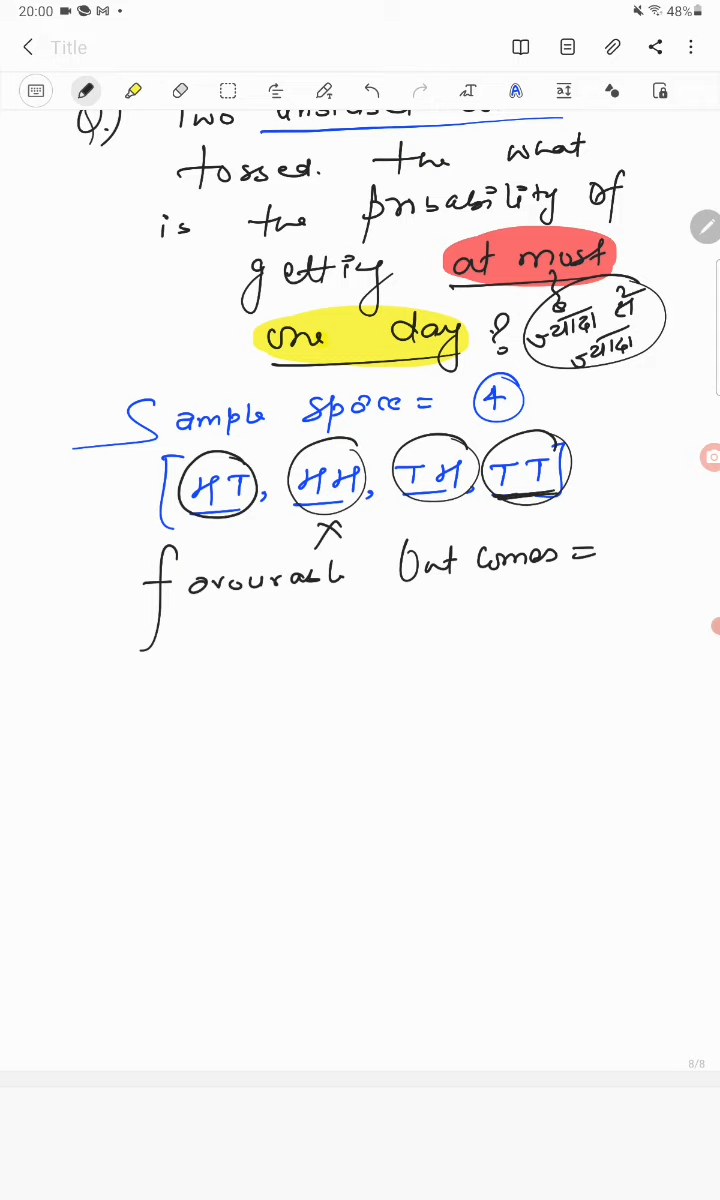 20:00
48%
Title
Q.) Two
tossed. the what
is the probability of
getting at most
one day ?
ज्यादा से
ज्यादा
Sample space = 4
[HT, HH, TH, TT]
X
favourable Out comes =
8/8